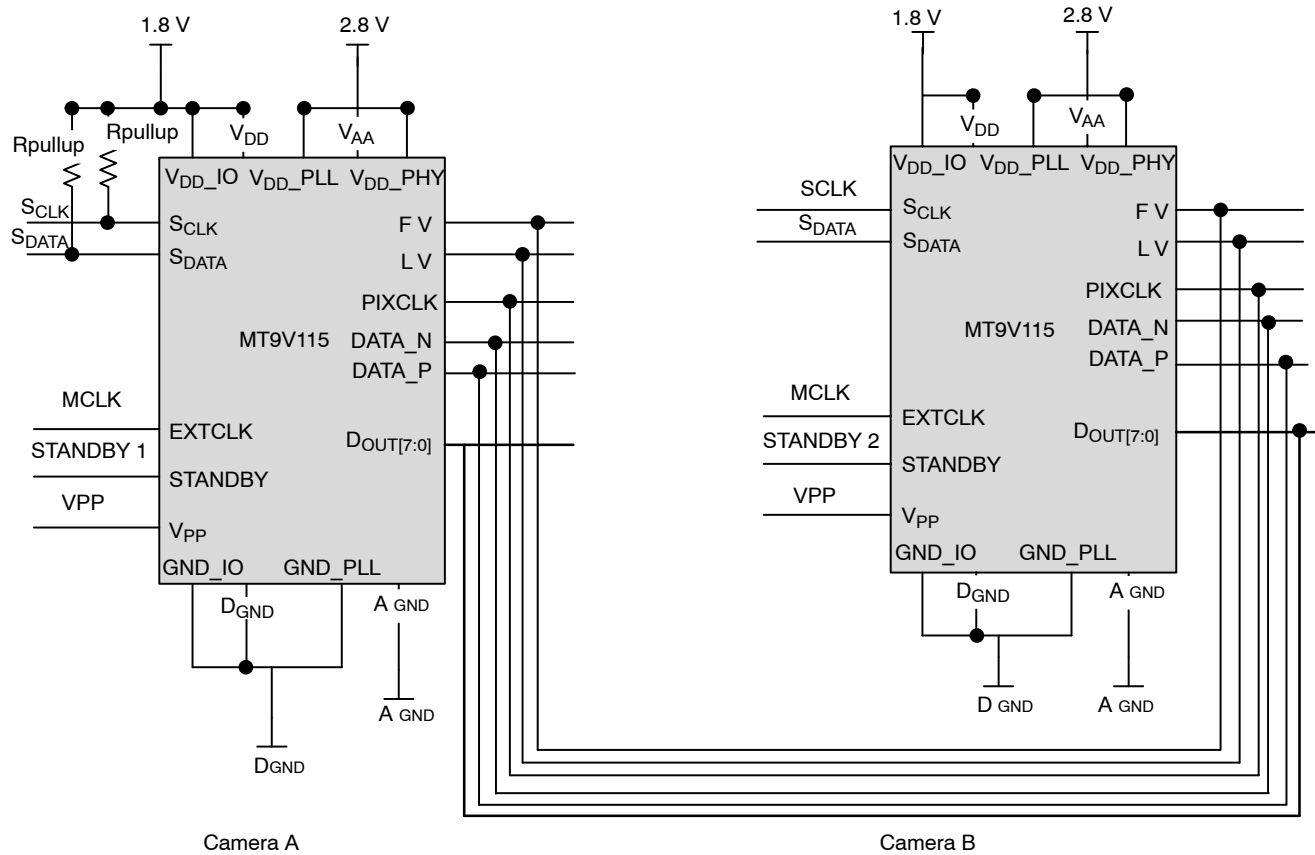 1.8 V
2.8 V
Rpullup
Rpullup
VDD
VAA
VDD_IO
VDD_PLL
VDD_PHY
SCLK
SDATA
SCLK
SDATA
F V
L V
PIXCLK
MT9V115
DATA_N
DATA_P
MCLK
EXTCLK
DOUT[7:0]
STANDBY 1
STANDBY
VPP
VPP
GND_IO
GND_PLL
DGND
A GND
A GND
DGND
Camera A
1.8 V
2.8 V
VDD
VAA
VDD_IO
VDD_PLL
VDD_PHY
SCLK
SDATA
SCLK
SDATA
F V
L V
PIXCLK
MT9V115
DATA_N
DATA_P
MCLK
EXTCLK
DOUT[7:0]
STANDBY 2
STANDBY
VPP
VPP
GND_IO
GND_PLL
DGND
A GND
D GND
A GND
Camera B